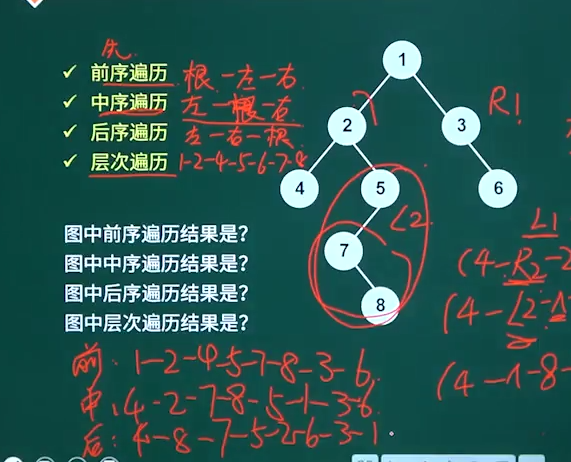 先
✓ 前序遍历 根-左-右
✓ 中序遍历 左-根-右
✓ 后序遍历 左-右-根
✓ 层次遍历 1-2-4-5-6-7-8
1
2
3
R1
4
5
6
L2
7
8
图中前序遍历结果是?
图中中序遍历结果是?
图中后序遍历结果是?
图中层次遍历结果是?
L1
(4-R2-2
(4-L2-
(4-1-8-
前:1-2-4-5-7-8-3-6
中:4-2-7-8-5-1-3-6
后:4-8-7-5-2-6-3-1